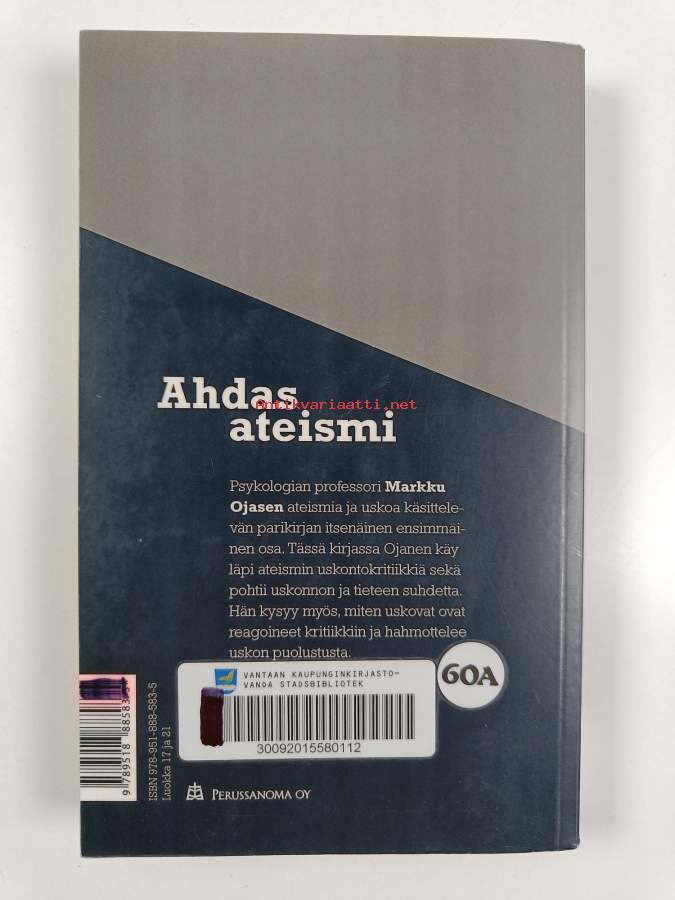 Ahdas
Antikvariaatti.net
ateismi
Psykologian professori Markku
Ojasen ateismia ja uskoa käsittele-
vän parikirjan itsenäinen ensimmäi-
nen osa. Tässä kirjassa Ojanen käy
läpi ateismin uskontokritiikkiä sekä
pohtii uskonnon ja tieteen suhdetta.
Hän kysyy myös, miten uskovat ovat
reagoineet kritiikkiin ja hahmottelee
uskon puolustusta.
VANTAAN KAUPUNGINKIRJASTO-
VANDA STADSBIBLIOTEK
30092015580112
60A
9 789518 885835
ISBN 978-951-888-583-5
Luokka 17 ja 21
PERUSSANOMA OY